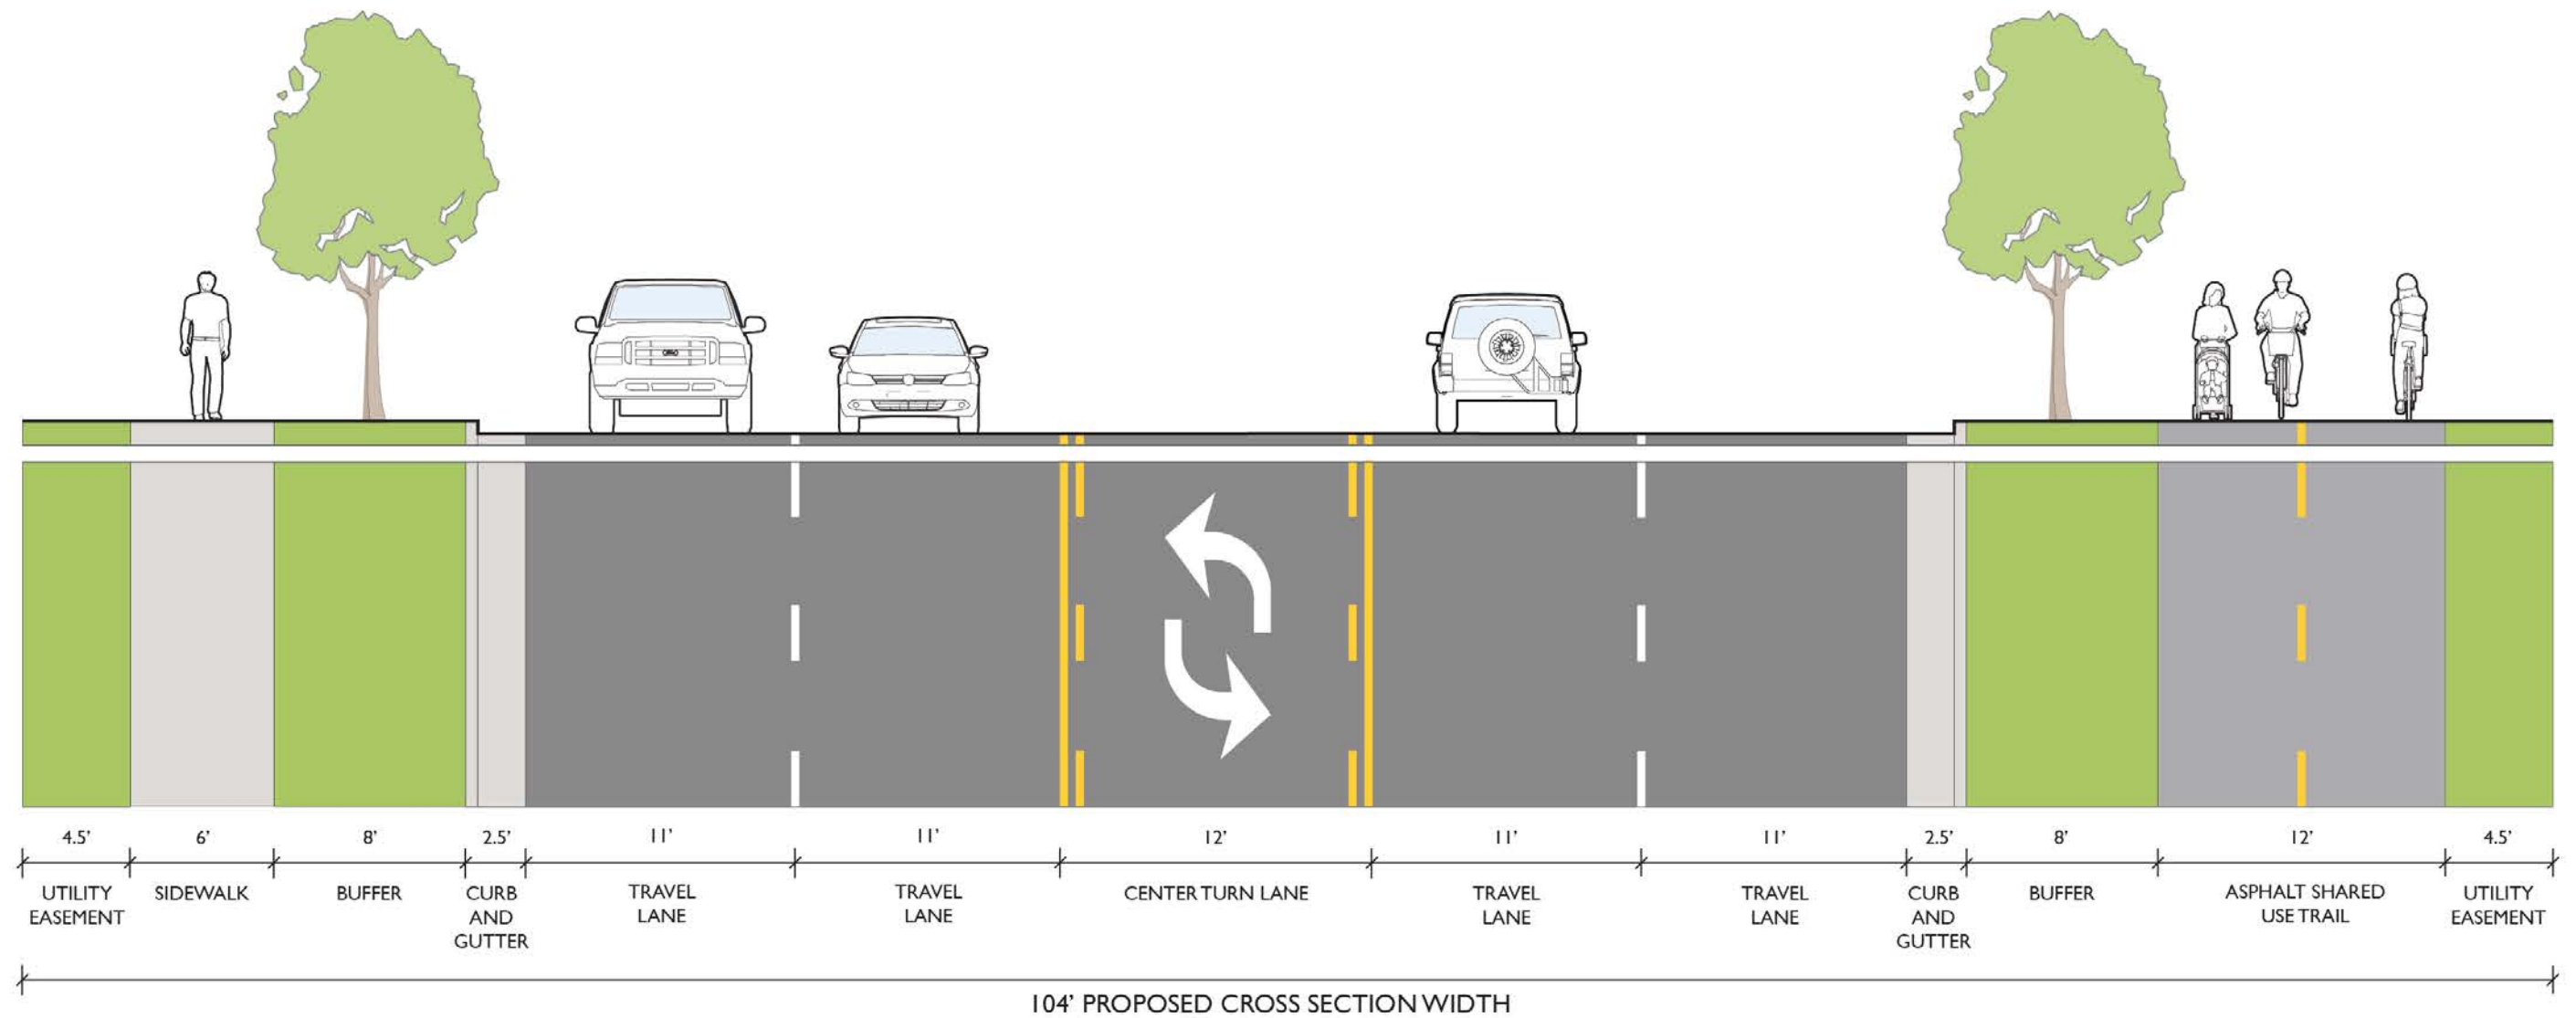 4.5’ 6’ 8’ 2.5’ 11’ 11’ 12’ 11’ 11’ 2.5’ 8’ 12’ 4.5’
UTILITY SIDEWALK BUFFER CURB TRAVEL TRAVEL CENTER TURN LANE TRAVEL TRAVEL CURB BUFFER ASPHALT SHARED UTILITY
EASEMENT AND LANE LANE LANE LANE AND USE TRAIL EASEMENT
GUTTER GUTTER
104’ PROPOSED CROSS SECTION WIDTH